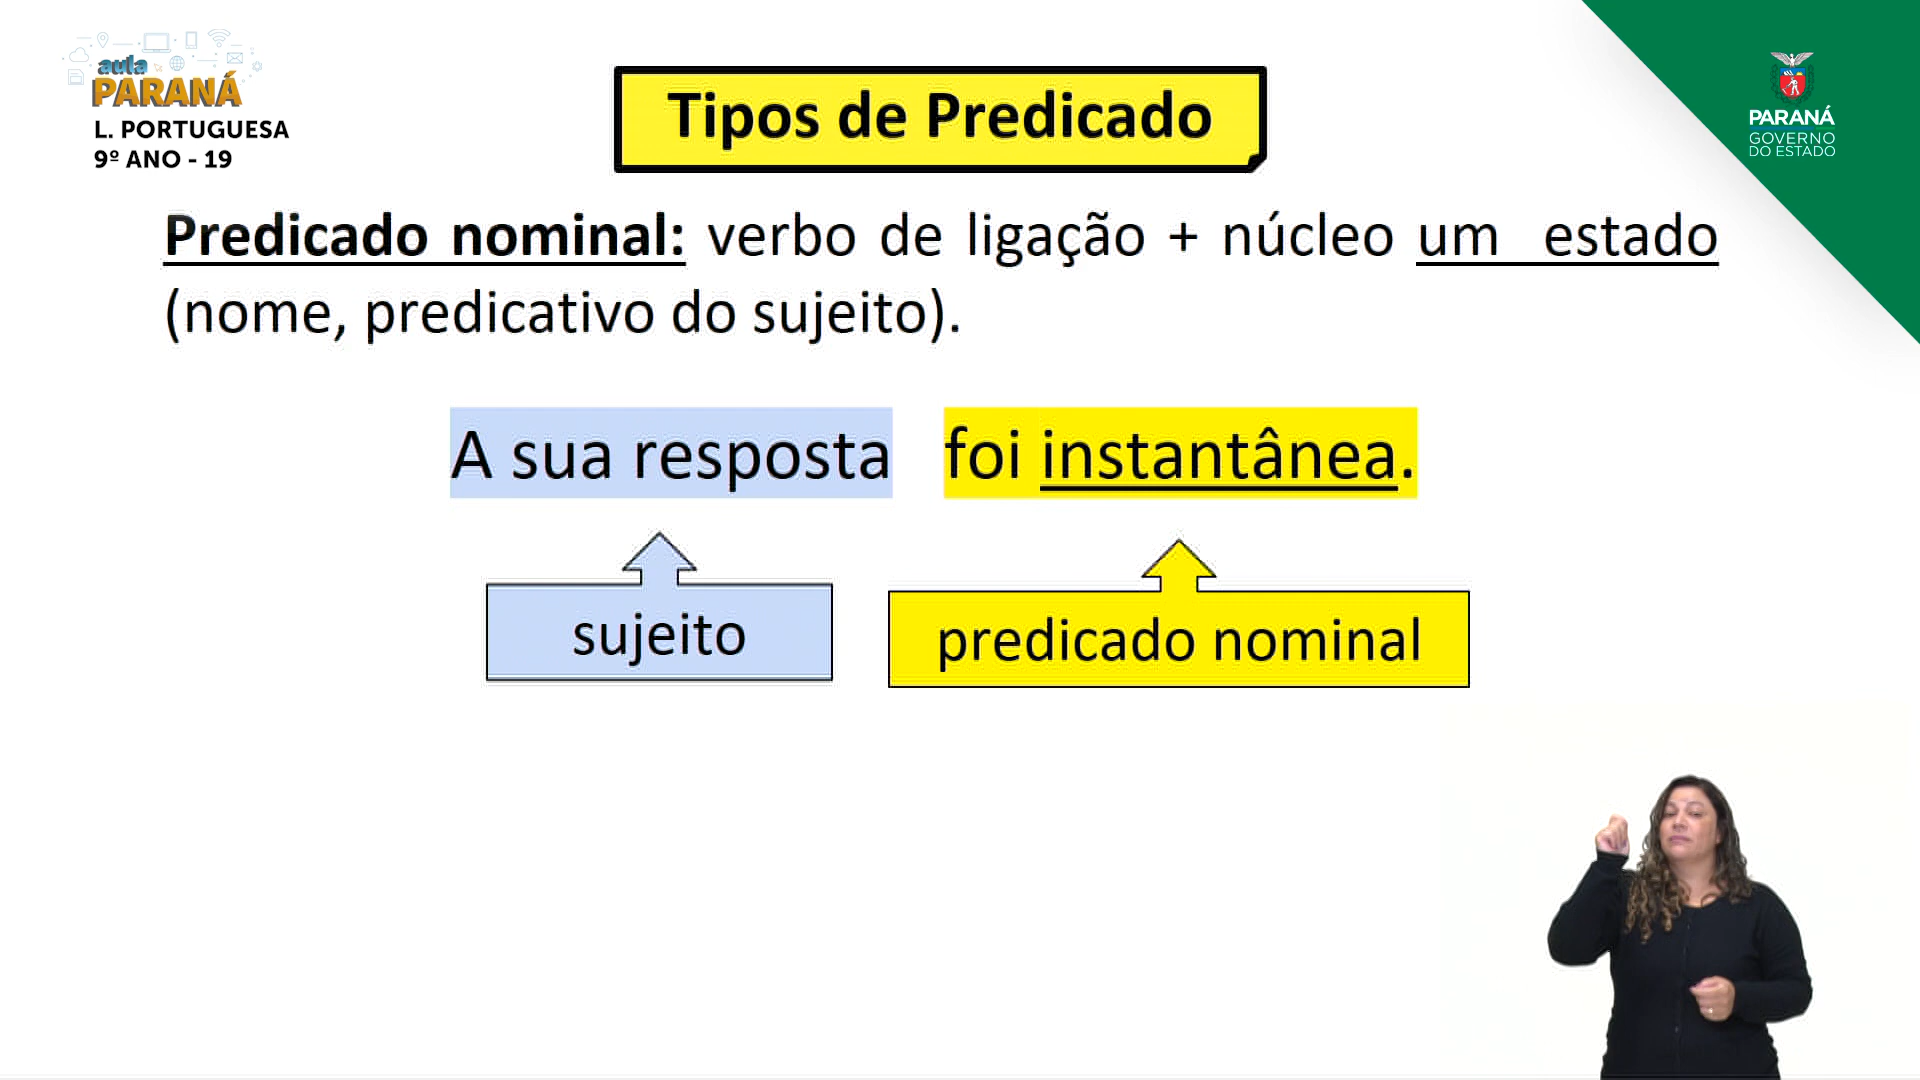 aula
PARANÁ
L. PORTUGUESA
9º ANO - 19
Tipos de Predicado
PARANÁ
GOVERNO
DO ESTADO
Predicado nominal: verbo de ligação + núcleo um estado
(nome, predicativo do sujeito).
A sua resposta foi instantânea.
sujeito
predicado nominal